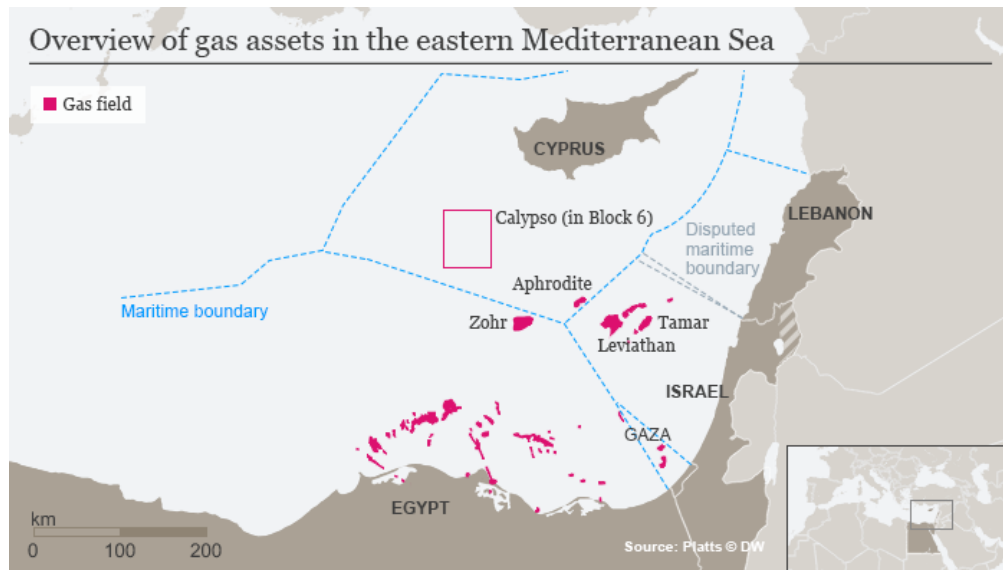 Overview of gas assets in the eastern Mediterranean Sea
Gas field
CYPRUS
LEBANON
Calypso (in Block 6)
Disputed
maritime
boundary
Aphrodite
Maritime boundary
Zohr
Tamar
Leviathan
ISRAEL
GAZA
EGYPT
km
0 100 200
Source: Platts © DW